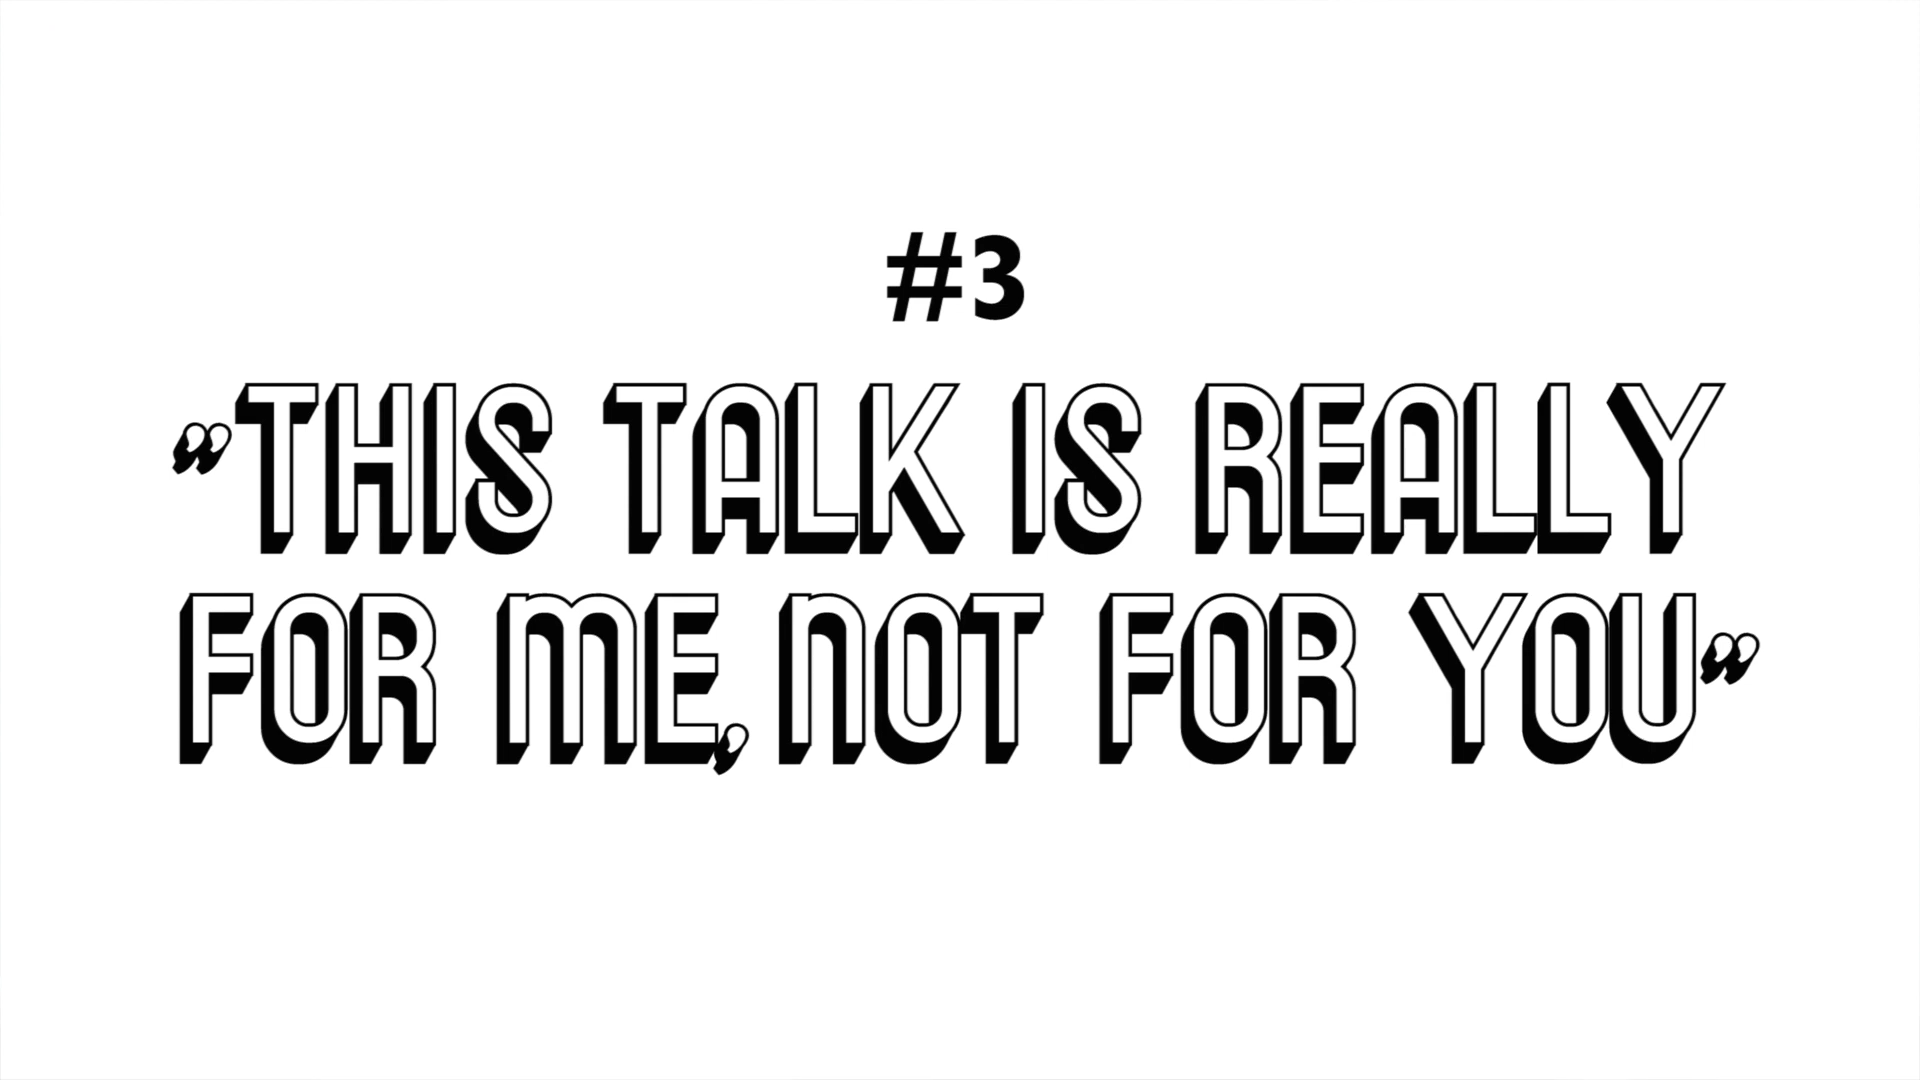 #3
”THIS TALK IS REALLY
FOR ME, NOT FOR YOU”